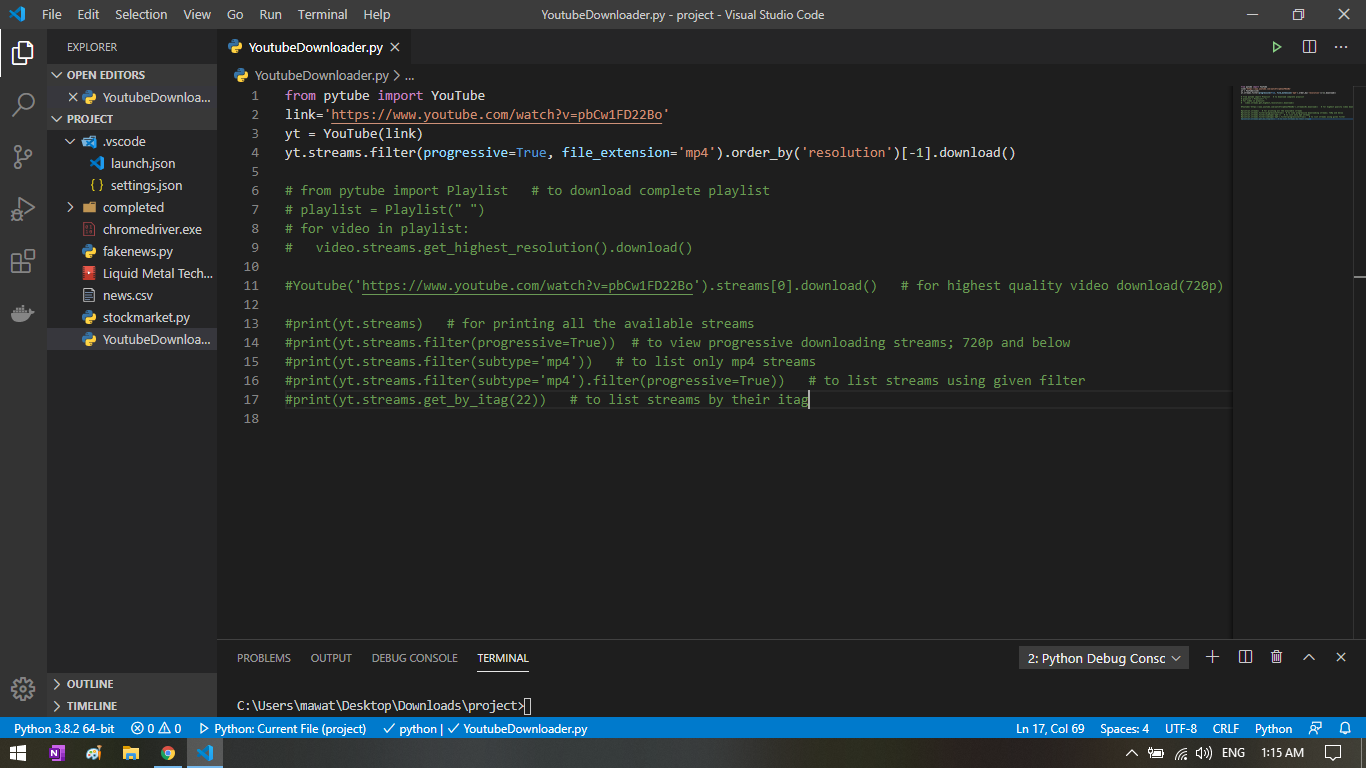 File Edit Selection View Go Run Terminal Help YoutubeDownloader.py - project - Visual Studio Code
EXPLORER
OPEN EDITORS
YoutubeDownloa...
PROJECT
.vscode
launch.json
{ } settings.json
completed
chromedriver.exe
fakenews.py
Liquid Metal Tech...
news.csv
stockmarket.py
YoutubeDownloa...
OUTLINE
TIMELINE
YoutubeDownloader.py
YoutubeDownloader.py > ...
1 from pytube import YouTube
2 link='https://www.youtube.com/watch?v=pbCw1FD22Bo'
3 yt = YouTube(link)
4 yt.streams.filter(progressive=True, file_extension='mp4').order_by('resolution')[-1].download()
5
6 # from pytube import Playlist   # to download complete playlist
7 # playlist = Playlist(" ")
8 # for video in playlist:
9 #   video.streams.get_highest_resolution().download()
10
11 #Youtube('https://www.youtube.com/watch?v=pbCw1FD22Bo').streams[0].download()   # for highest quality video download(720p)
12
13 #print(yt.streams)   # for printing all the available streams
14 #print(yt.streams.filter(progressive=True))  # to view progressive downloading streams; 720p and below
15 #print(yt.streams.filter(subtype='mp4'))   # to list only mp4 streams
16 #print(yt.streams.filter(subtype='mp4').filter(progressive=True))   # to list streams using given filter
17 #print(yt.streams.get_by_itag(22))   # to list streams by their itag
18
PROBLEMS OUTPUT DEBUG CONSOLE TERMINAL 2: Python Debug Consc
C:\Users\mawat\Desktop\Downloads\project>
Python 3.8.2 64-bit 0 0 Python: Current File (project) python | YoutubeDownloader.py Ln 17, Col 69 Spaces: 4 UTF-8 CRLF Python
ENG 1:15 AM